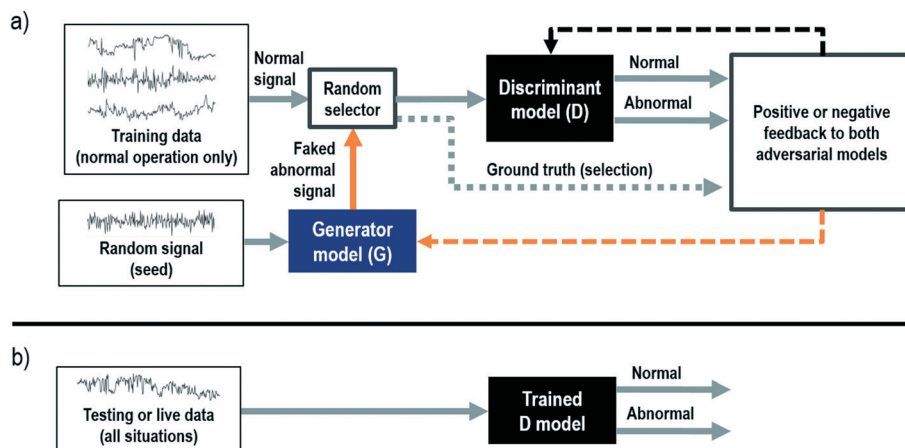 a)
Training data
(normal operation only)
Normal
signal
Random
selector
Discriminant
model (D)
Normal
Abnormal
Positive or negative
feedback to both
adversarial models
Faked
abnormal
signal
Ground truth (selection)
Random signal
(seed)
Generator
model (G)
b)
Testing or live data
(all situations)
Trained
D model
Normal
Abnormal